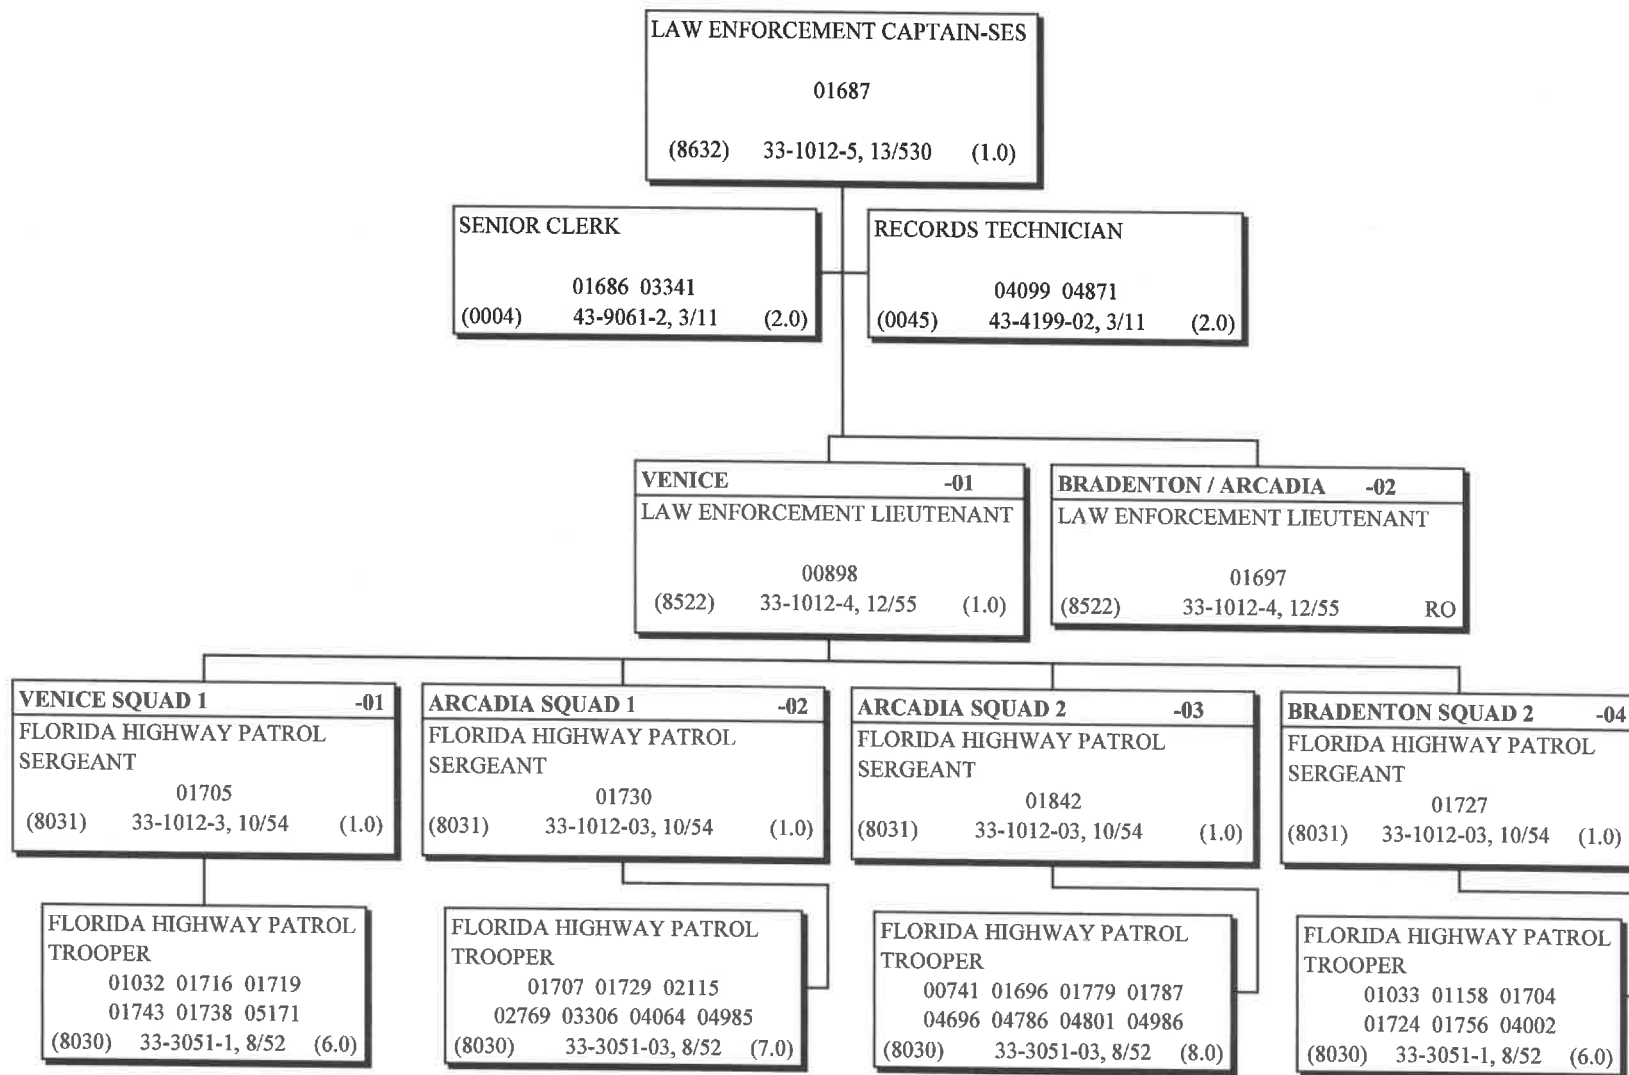 LAW ENFORCEMENT CAPTAIN-SES
01687
(8632) 33-1012-5, 13/530 (1.0)
SENIOR CLERK
01686 03341
(0004) 43-9061-2, 3/11 (2.0)
RECORDS TECHNICIAN
04099 04871
(0045) 43-4199-02, 3/11 (2.0)
VENICE -01
LAW ENFORCEMENT LIEUTENANT
00898
(8522) 33-1012-4, 12/55 (1.0)
BRADENTON / ARCADIA -02
LAW ENFORCEMENT LIEUTENANT
01697
(8522) 33-1012-4, 12/55 RO
VENICE SQUAD 1 -01
FLORIDA HIGHWAY PATROL
SERGEANT
01705
(8031) 33-1012-3, 10/54 (1.0)
ARCADIA SQUAD 1 -02
FLORIDA HIGHWAY PATROL
SERGEANT
01730
(8031) 33-1012-03, 10/54 (1.0)
ARCADIA SQUAD 2 -03
FLORIDA HIGHWAY PATROL
SERGEANT
01842
(8031) 33-1012-03, 10/54 (1.0)
BRADENTON SQUAD 2 -04
FLORIDA HIGHWAY PATROL
SERGEANT
01727
(8031) 33-1012-03, 10/54 (1.0)
FLORIDA HIGHWAY PATROL
TROOPER
01032 01716 01719
01743 01738 05171
(8030) 33-3051-1, 8/52 (6.0)
FLORIDA HIGHWAY PATROL
TROOPER
01707 01729 02115
02769 03306 04064 04985
(8030) 33-3051-03, 8/52 (7.0)
FLORIDA HIGHWAY PATROL
TROOPER
00741 01696 01779 01787
04696 04786 04801 04986
(8030) 33-3051-03, 8/52 (8.0)
FLORIDA HIGHWAY PATROL
TROOPER
01033 01158 01704
01724 01756 04002
(8030) 33-3051-1, 8/52 (6.0)